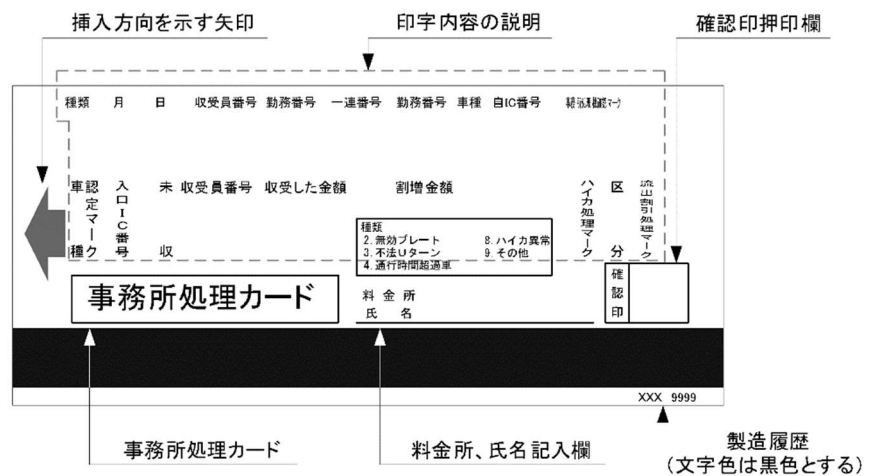 挿入方向を示す矢印
印字内容の説明
確認印押印欄
種類 月 日 収受員番号 勤務番号 一連番号 勤務番号 車種 自IC番号
車種
認定マーク
入口IC番号
未収
収受員番号 収受した金額 割増金額
ハイカ処理マーク
区分
流出割引処理マーク
種類
2.無効プレート 8.ハイカ異常
3.不法Uターン 9.その他
4.通行時間超過車
事務所処理カード
料金所
氏名
確認印
XXX 9999
事務所処理カード
料金所、氏名記入欄
製造履歴
(文字色は黒色とする)